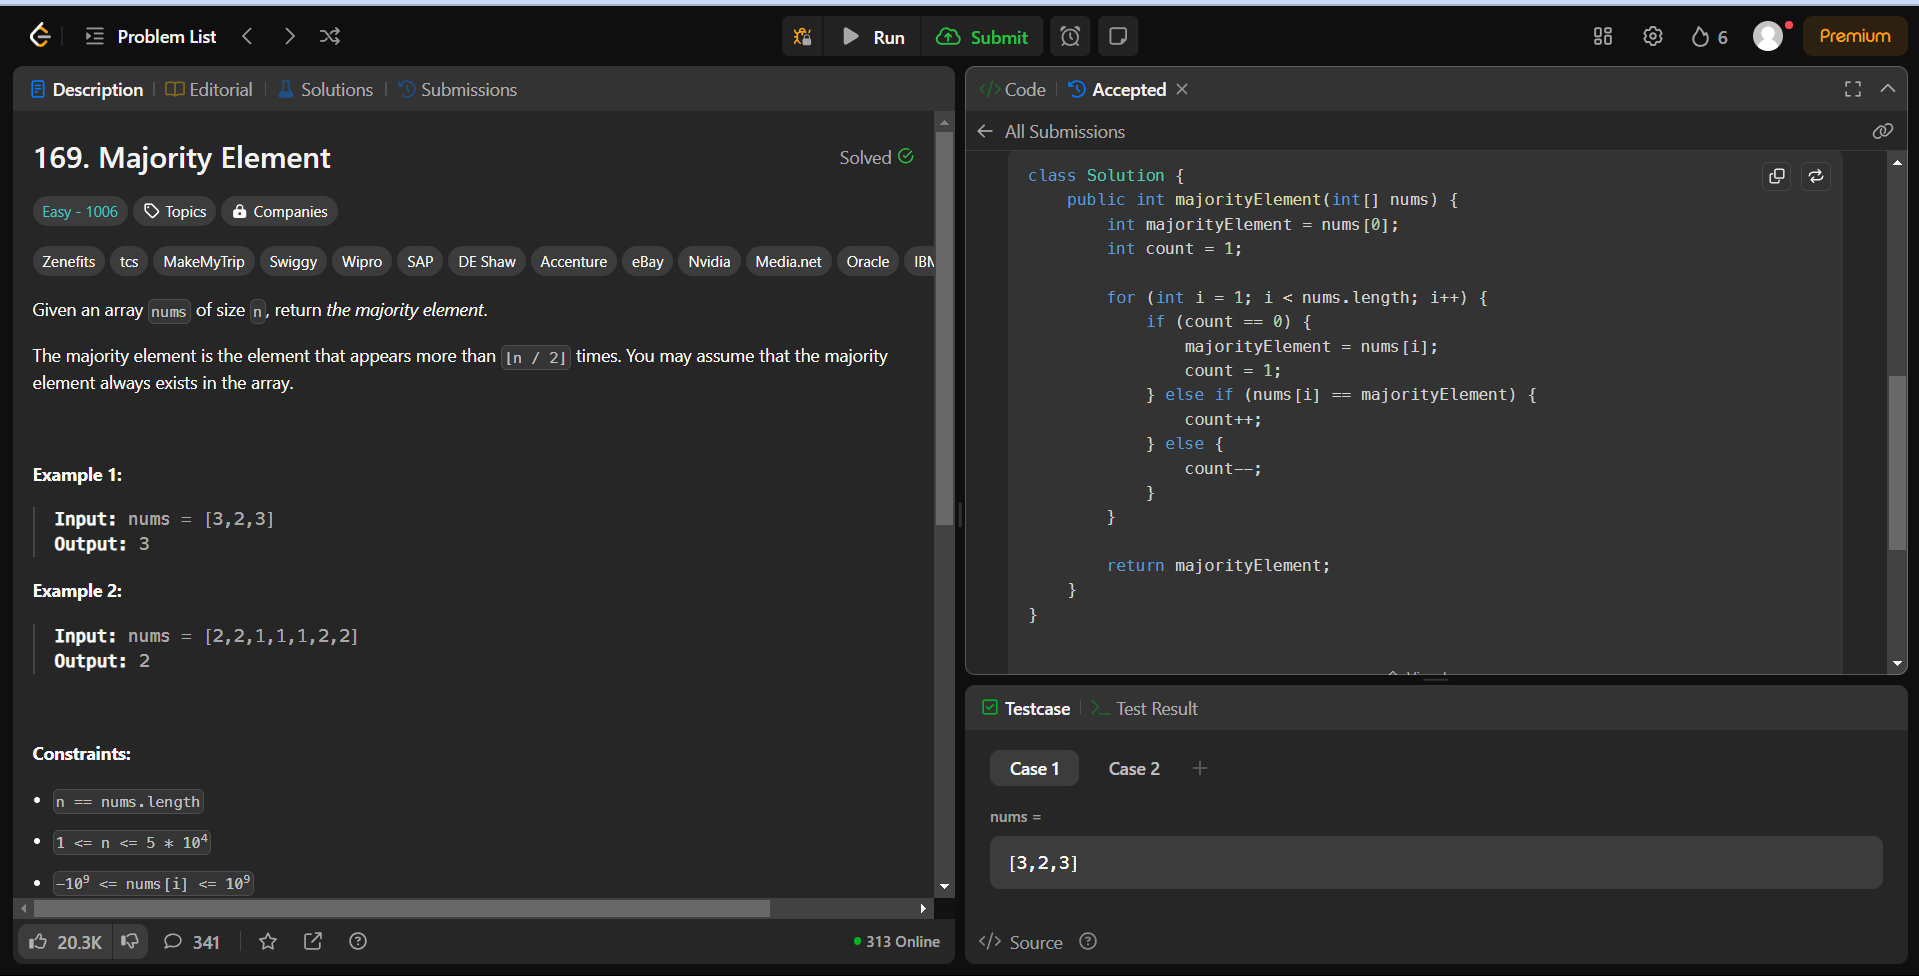 Problem List
Run
Submit
6
Premium
Description
Editorial
Solutions
Submissions
169. Majority Element
Solved
Easy - 1006
Topics
Companies
Zenefits
tcs
MakeMyTrip
Swiggy
Wipro
SAP
DE Shaw
Accenture
eBay
Nvidia
Media.net
Oracle
Given an array nums of size n, return the majority element.
The majority element is the element that appears more than ⌊n / 2⌋ times. You may assume that the majority
element always exists in the array.
Example 1:
Input: nums = [3,2,3]
Output: 3
Example 2:
Input: nums = [2,2,1,1,1,2,2]
Output: 2
Constraints:
n == nums.length
1 <= n <= 5 * 10⁴
-10⁹ <= nums[i] <= 10⁹
20.3K
341
313 Online
</> Code
Accepted
All Submissions
class Solution {
    public int majorityElement(int[] nums) {
        int majorityElement = nums[0];
        int count = 1;
        for (int i = 1; i < nums.length; i++) {
            if (count == 0) {
                majorityElement = nums[i];
                count = 1;
            } else if (nums[i] == majorityElement) {
                count++;
            } else {
                count--;
            }
        }
        return majorityElement;
    }
}
Testcase
>_ Test Result
Case 1
Case 2
+
nums =
[3,2,3]
</> Source